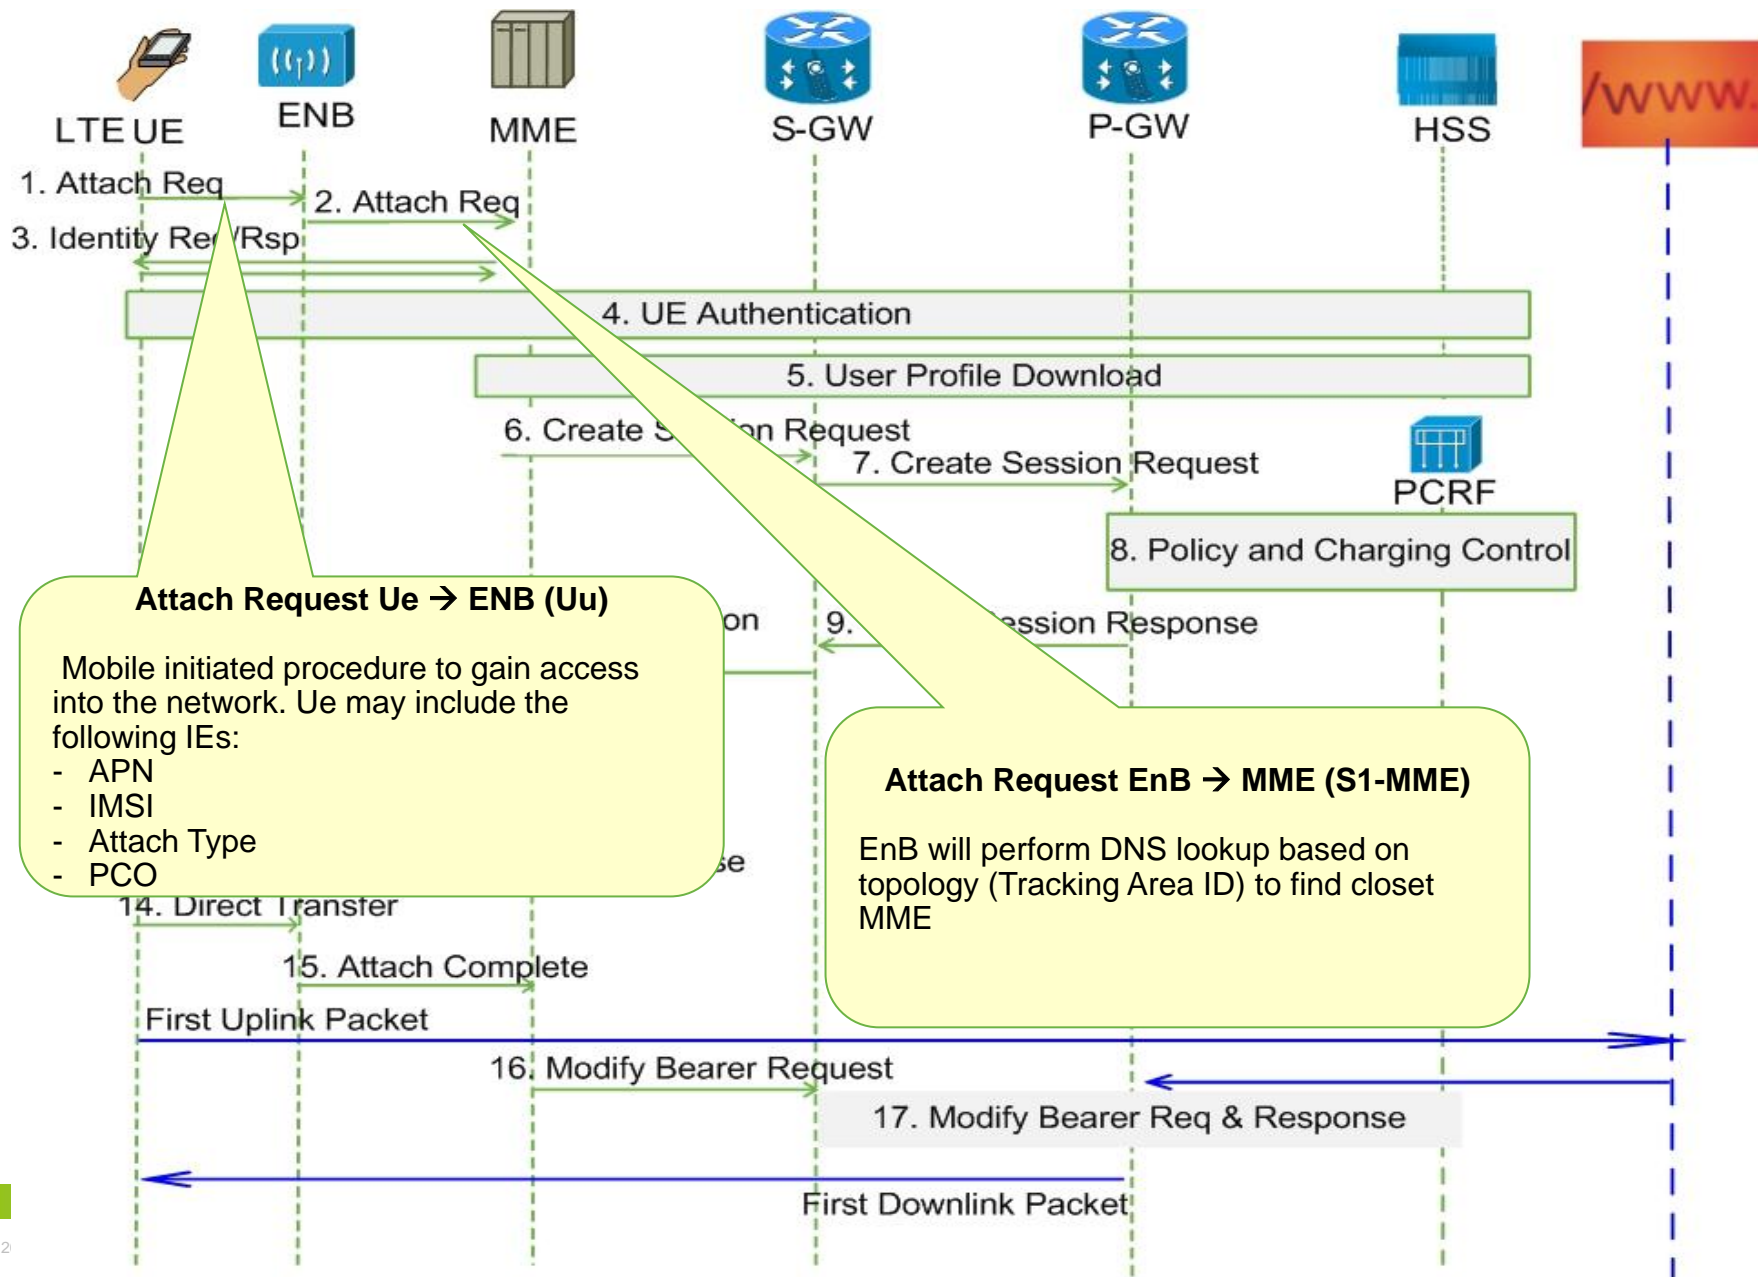 LTE UE
ENB
MME
S-GW
P-GW
HSS
/www.
1. Attach Req
2. Attach Req
3. Identity Req/Rsp
4. UE Authentication
5. User Profile Download
6. Create Session Request
7. Create Session Request
PCRF
8. Policy and Charging Control
on
9. ession Response
Attach Request Ue → ENB (Uu)
Mobile initiated procedure to gain access
into the network. Ue may include the
following IEs:
- APN
- IMSI
- Attach Type
- PCO
se
Attach Request EnB → MME (S1-MME)
EnB will perform DNS lookup based on
topology (Tracking Area ID) to find closet
MME
14. Direct Transfer
15. Attach Complete
First Uplink Packet
16. Modify Bearer Request
17. Modify Bearer Req & Response
First Downlink Packet